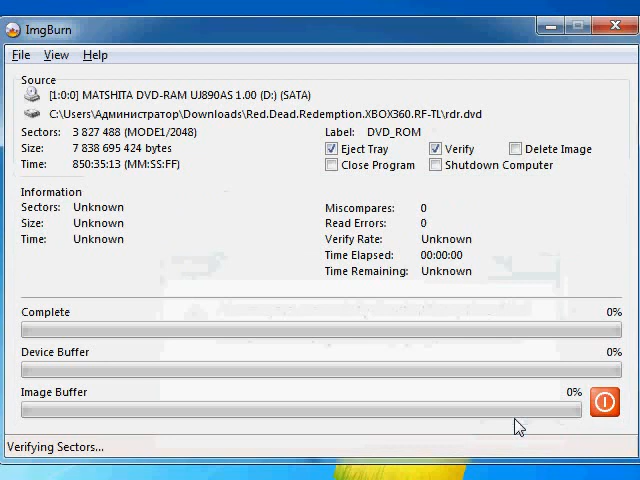 ImgBurn
File View Help
Source
[1:0:0] MATSHITA DVD-RAM UJ890AS 1.00 (D:) (SATA)
C:\Users\Администратор\Downloads\Red.Dead.Redemption.XBOX360.RF-TL\rdr.dvd
Sectors: 3 827 488 (MODE1/2048) Label: DVD_ROM
Size: 7 838 695 424 bytes Eject Tray Verify Delete Image
Time: 850:35:13 (MM:SS:FF) Close Program Shutdown Computer
Information
Sectors: Unknown Miscompares: 0
Size: Unknown Read Errors: 0
Time: Unknown Verify Rate: Unknown
Time Elapsed: 00:00:00
Time Remaining: Unknown
Complete 0%
Device Buffer 0%
Image Buffer 0%
Verifying Sectors...